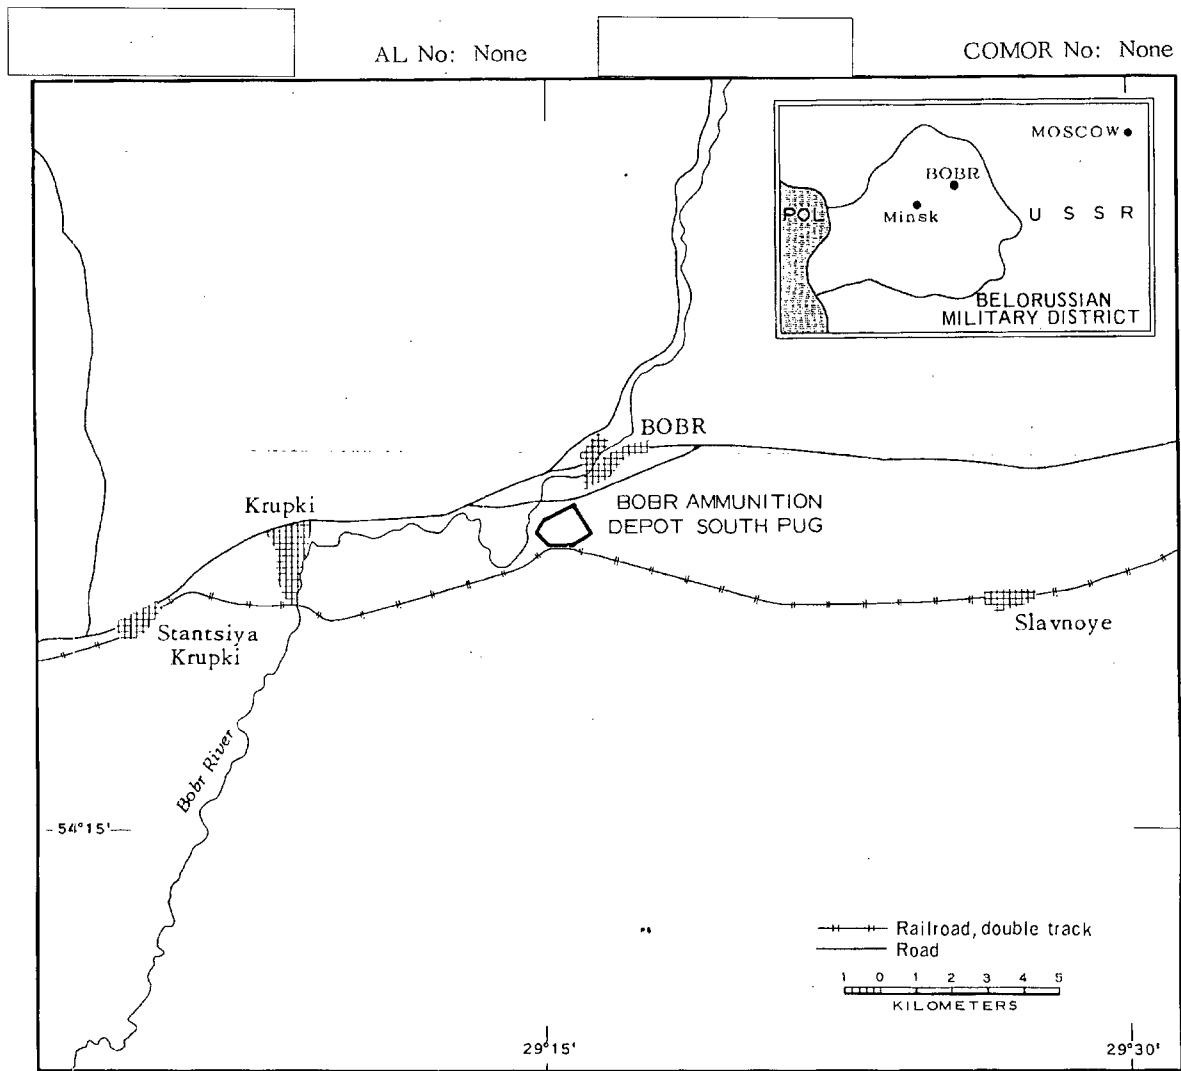 AL No: None
COMOR No: None
MOSCOW
BOBR
POL
Minsk
U S S R
BELORUSSIAN
MILITARY DISTRICT
BOBR
Krupki
BOBR AMMUNITION
DEPOT SOUTH PUG
Stantsiya
Krupki
Slavnoye
Bobr River
54°15'
Railroad, double track
Road
1 0 1 2 3 4 5
KILOMETERS
29°15'
29°30'